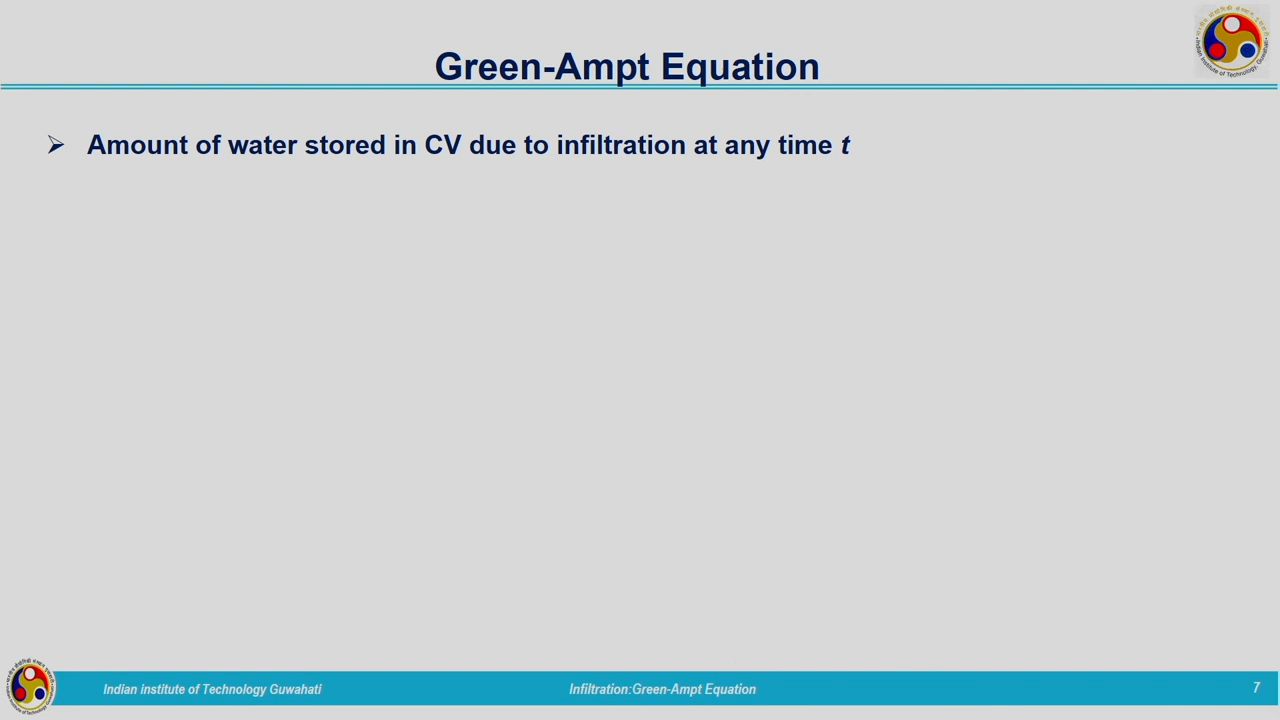 Green-Ampt Equation
➢ Amount of water stored in CV due to infiltration at any time t
Indian institute of Technology Guwahati
Infiltration:Green-Ampt Equation
7